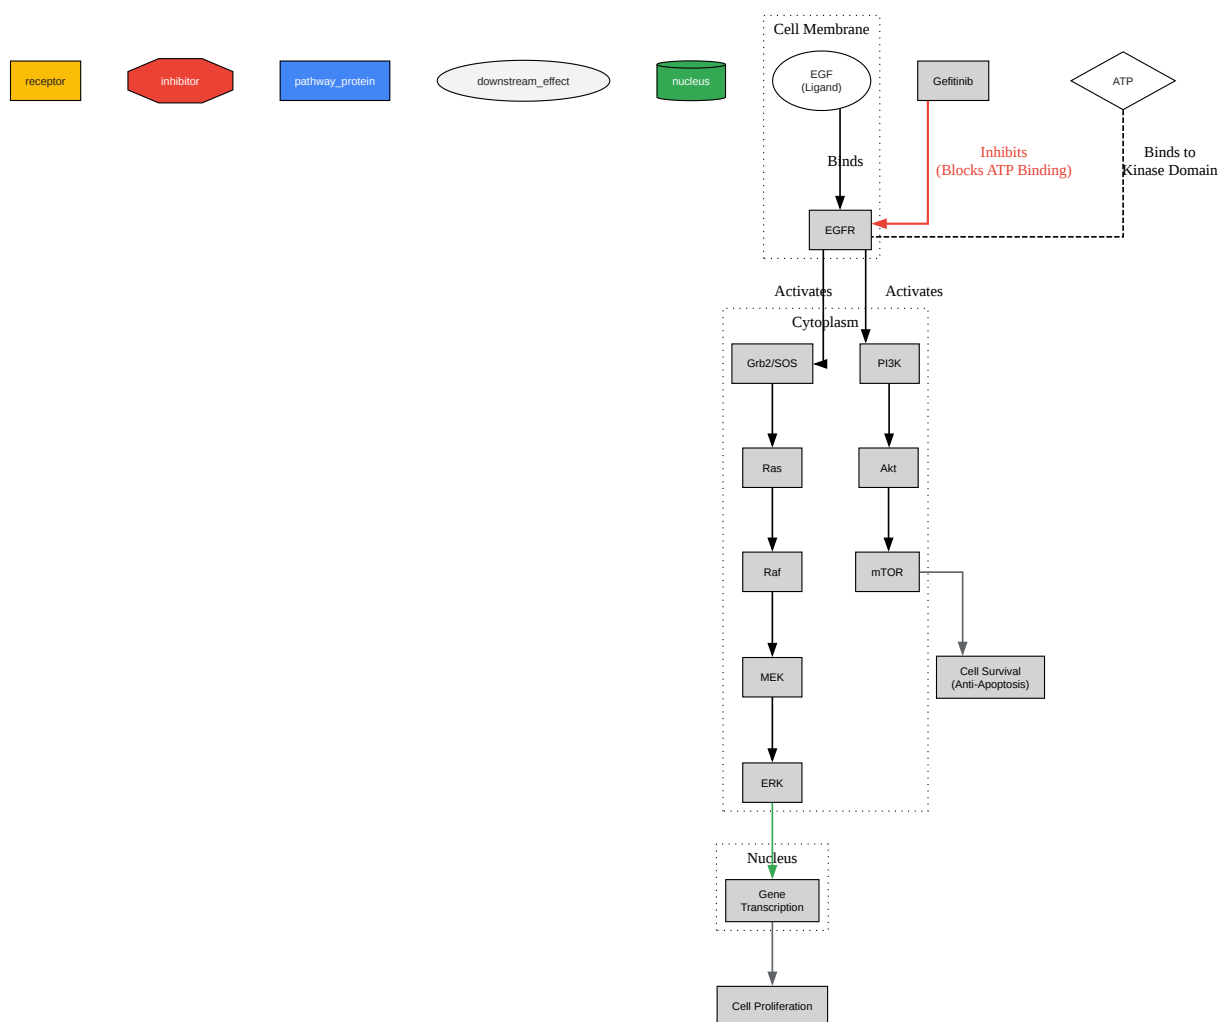 Cell Membrane
receptor
inhibitor
pathway_protein
downstream_effect
nucleus
EGF
(Ligand)
Gefitinib
ATP
Binds
Inhibits
(Blocks ATP Binding)
Binds to
Kinase Domain
EGFR
Activates
Activates
Cytoplasm
Grb2/SOS
PI3K
Ras
Akt
Raf
mTOR
MEK
Cell Survival
(Anti-Apoptosis)
ERK
Nucleus
Gene
Transcription
Cell Proliferation